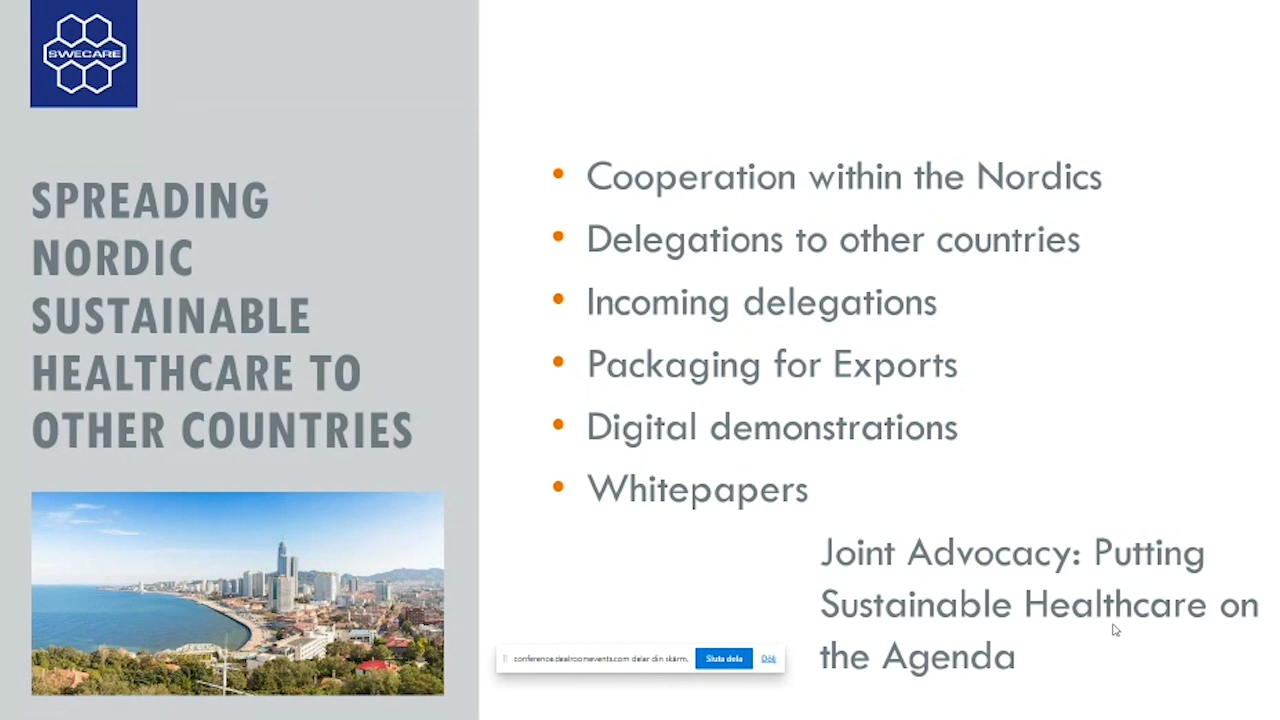 SWECARE
SPREADING
NORDIC
SUSTAINABLE
HEALTHCARE TO
OTHER COUNTRIES
• Cooperation within the Nordics
• Delegations to other countries
• Incoming delegations
• Packaging for Exports
• Digital demonstrations
• Whitepapers
Joint Advocacy: Putting
Sustainable Healthcare on
the Agenda
conference.dealroomevents.com delar din skärm. Sluta dela Dölj